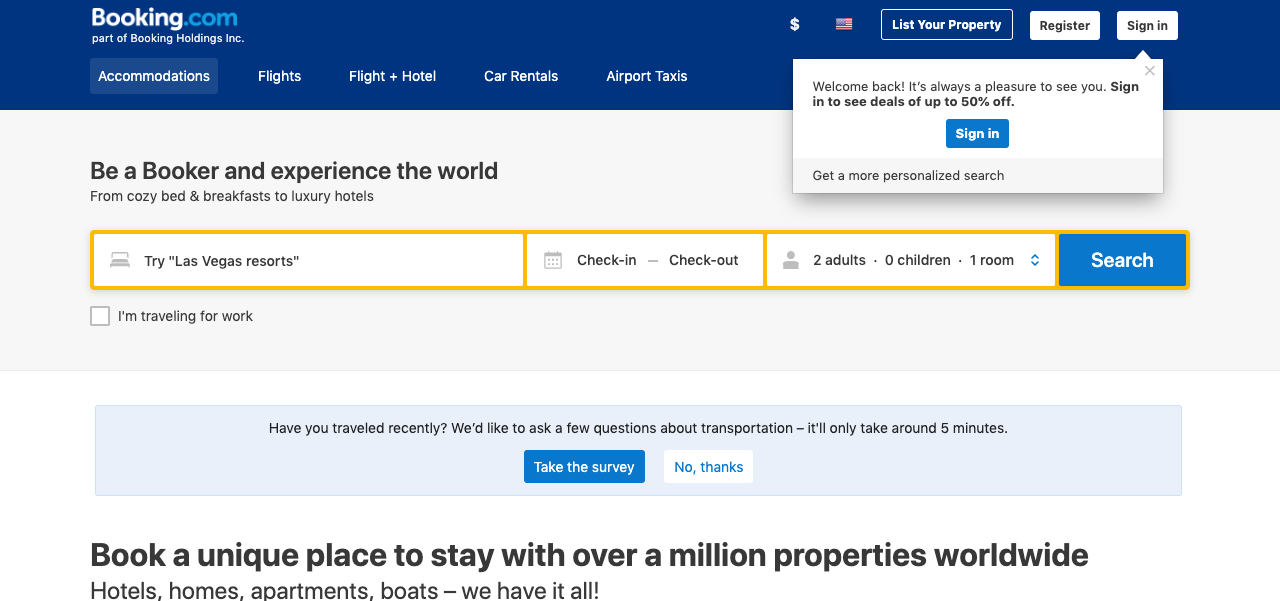 Booking.com
part of Booking Holdings Inc.
$
List Your Property
Register
Sign in
Accommodations
Flights
Flight + Hotel
Car Rentals
Airport Taxis
Welcome back! It's always a pleasure to see you. Sign
in to see deals of up to 50% off.
Sign in
Get a more personalized search
Be a Booker and experience the world
From cozy bed & breakfasts to luxury hotels
Try "Las Vegas resorts"
Check-in — Check-out
2 adults · 0 children · 1 room
Search
I'm traveling for work
Have you traveled recently? We'd like to ask a few questions about transportation – it'll only take around 5 minutes.
Take the survey
No, thanks
Book a unique place to stay with over a million properties worldwide
Hotels, homes, apartments, boats – we have it all!